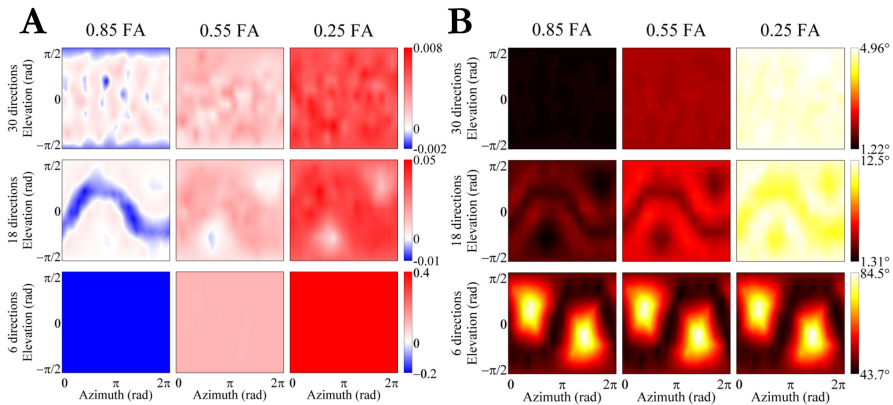 A
0.85 FA 0.55 FA 0.25 FA
30 directions
Elevation (rad)
π/2
0
−π/2
0.008
0
-0.002
18 directions
Elevation (rad)
π/2
0
−π/2
0.05
0
-0.01
6 directions
Elevation (rad)
π/2
0
−π/2
0.4
0
-0.2
0 π 2π 0 π 2π 0 π 2π
Azimuth (rad) Azimuth (rad) Azimuth (rad)
B
0.85 FA 0.55 FA 0.25 FA
30 directions
Elevation (rad)
π/2
0
−π/2
4.96°
1.22°
18 directions
Elevation (rad)
π/2
0
−π/2
12.5°
1.31°
6 directions
Elevation (rad)
π/2
0
−π/2
84.5°
43.7°
0 π 2π 0 π 2π 0 π 2π
Azimuth (rad) Azimuth (rad) Azimuth (rad)